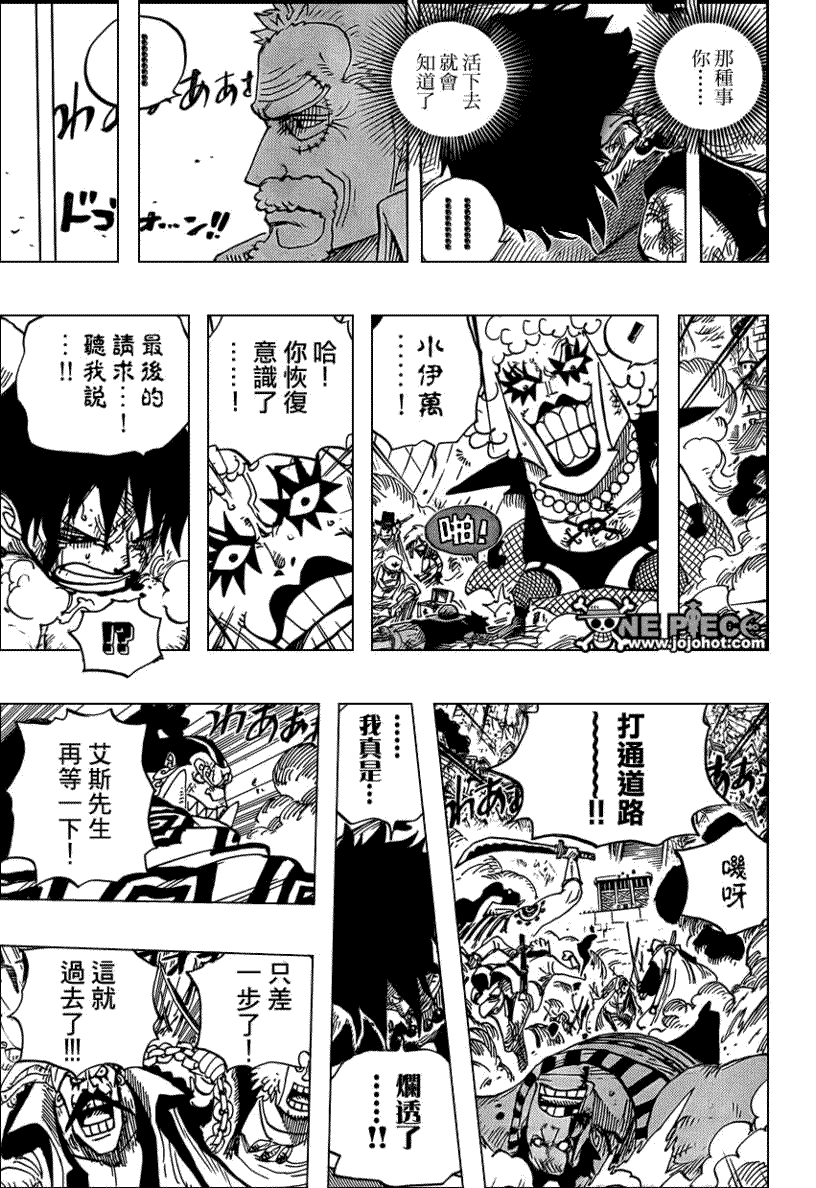 那種事
你……
活下去
就會
知道了
………
………
わあああ
ドゴォ…ン!!
!
小伊萬
……!
啪!
哈!
你恢復
意識了
……!
最後的
請求…!
聽我說
…!!
!?
ONE PIECE
www.jojohot.com
打通道路
~~~~!!
嘰呀
わあああ
……
我真是…
爛透了
……!!
わあああ
艾斯先生
再等一下!
只差
一步了!
這就
過去了!!!